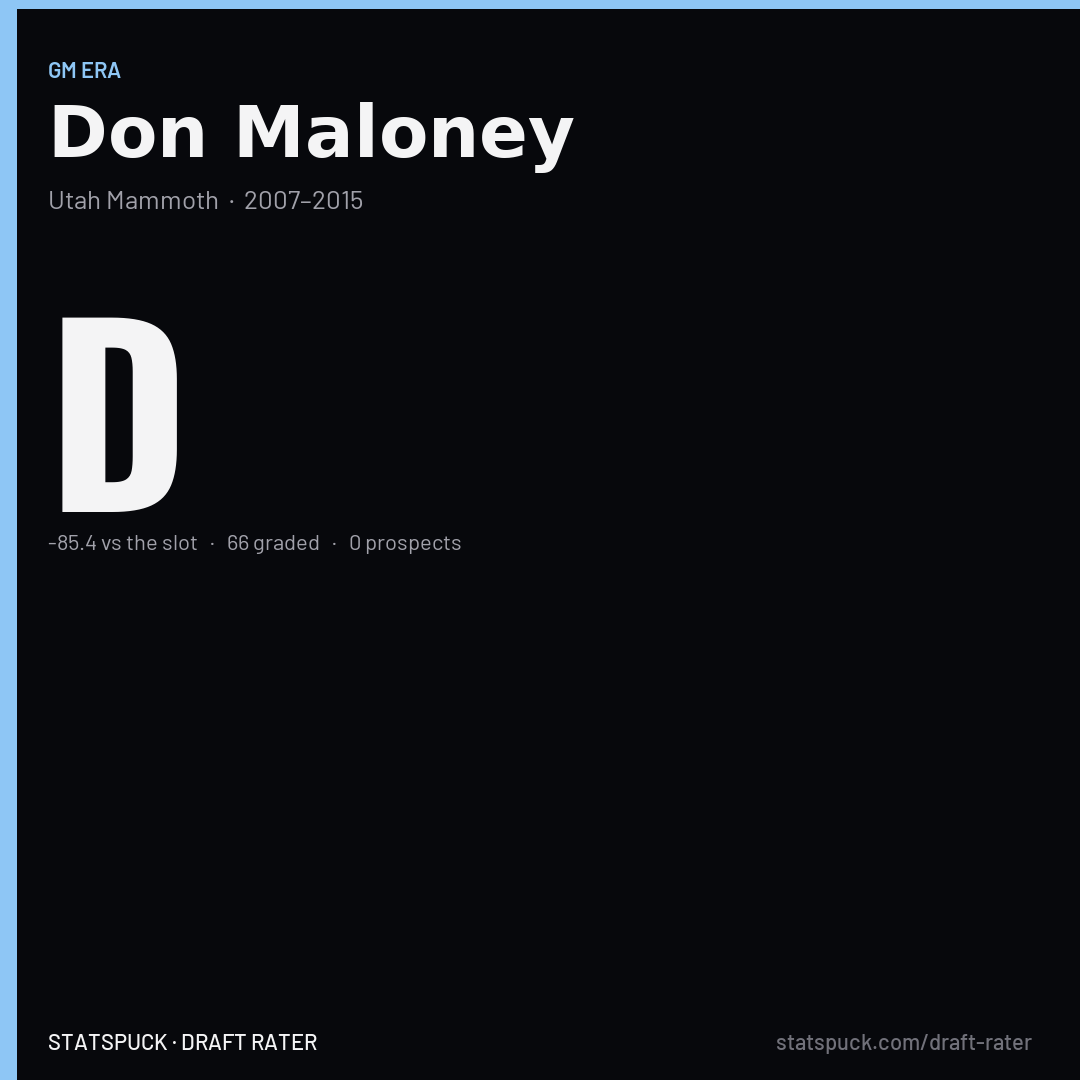 GM ERA
Don Maloney
Utah Mammoth · 2007–2015
D
-85.4 vs the slot · 66 graded · 0 prospects
STATSPUCK · DRAFT RATER
statspuck.com/draft-rater